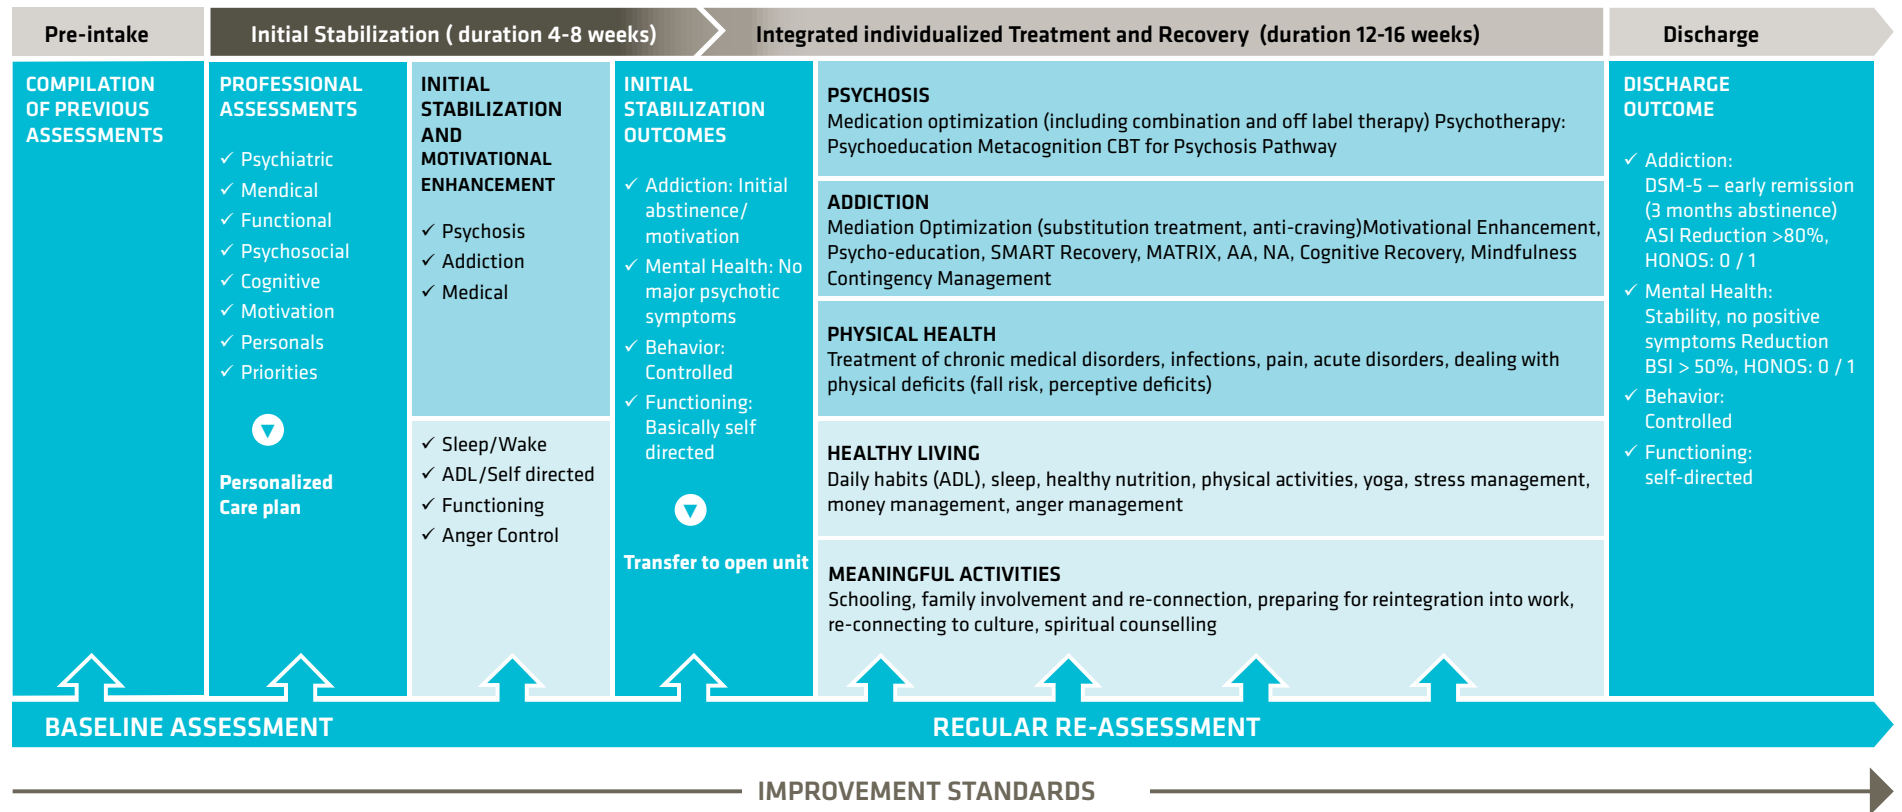 Pre-intake
Initial Stabilization ( duration 4-8 weeks)
Integrated individualized Treatment and Recovery (duration 12-16 weeks)
Discharge
COMPILATION
OF PREVIOUS
ASSESSMENTS
PROFESSIONAL
ASSESSMENTS
✓ Psychiatric
✓ Mendical
✓ Functional
✓ Psychosocial
✓ Cognitive
✓ Motivation
✓ Personals
✓ Priorities
Personalized
Care plan
INITIAL
STABILIZATION
AND
MOTIVATIONAL
ENHANCEMENT
✓ Psychosis
✓ Addiction
✓ Medical
✓ Sleep/Wake
✓ ADL/Self directed
✓ Functioning
✓ Anger Control
INITIAL
STABILIZATION
OUTCOMES
✓ Addiction: Initial
abstinence/
motivation
✓ Mental Health: No
major psychotic
symptoms
✓ Behavior:
Controlled
✓ Functioning:
Basically self
directed
Transfer to open unit
PSYCHOSIS
Medication optimization (including combination and off label therapy) Psychotherapy:
Psychoeducation Metacognition CBT for Psychosis Pathway
ADDICTION
Mediation Optimization (substitution treatment, anti-craving)Motivational Enhancement,
Psycho-education, SMART Recovery, MATRIX, AA, NA, Cognitive Recovery, Mindfulness
Contingency Management
PHYSICAL HEALTH
Treatment of chronic medical disorders, infections, pain, acute disorders, dealing with
physical deficits (fall risk, perceptive deficits)
HEALTHY LIVING
Daily habits (ADL), sleep, healthy nutrition, physical activities, yoga, stress management,
money management, anger management
MEANINGFUL ACTIVITIES
Schooling, family involvement and re-connection, preparing for reintegration into work,
re-connecting to culture, spiritual counselling
DISCHARGE
OUTCOME
✓ Addiction:
DSM-5 – early remission
(3 months abstinence)
ASI Reduction >80%,
HONOS: 0 / 1
✓ Mental Health:
Stability, no positive
symptoms Reduction
BSI > 50%, HONOS: 0 / 1
✓ Behavior:
Controlled
✓ Functioning:
self-directed
BASELINE ASSESSMENT
REGULAR RE-ASSESSMENT
IMPROVEMENT STANDARDS